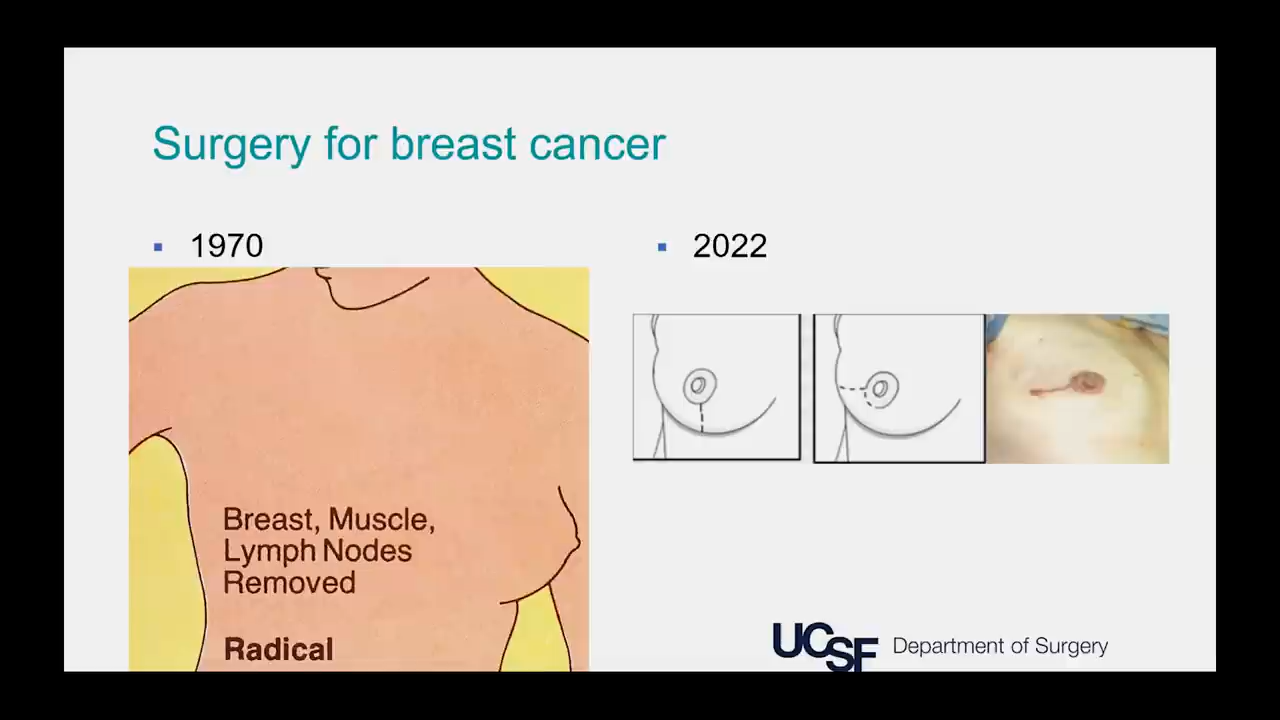 Surgery for breast cancer
1970
2022
Breast, Muscle,
Lymph Nodes
Removed
Radical
UCSF Department of Surgery